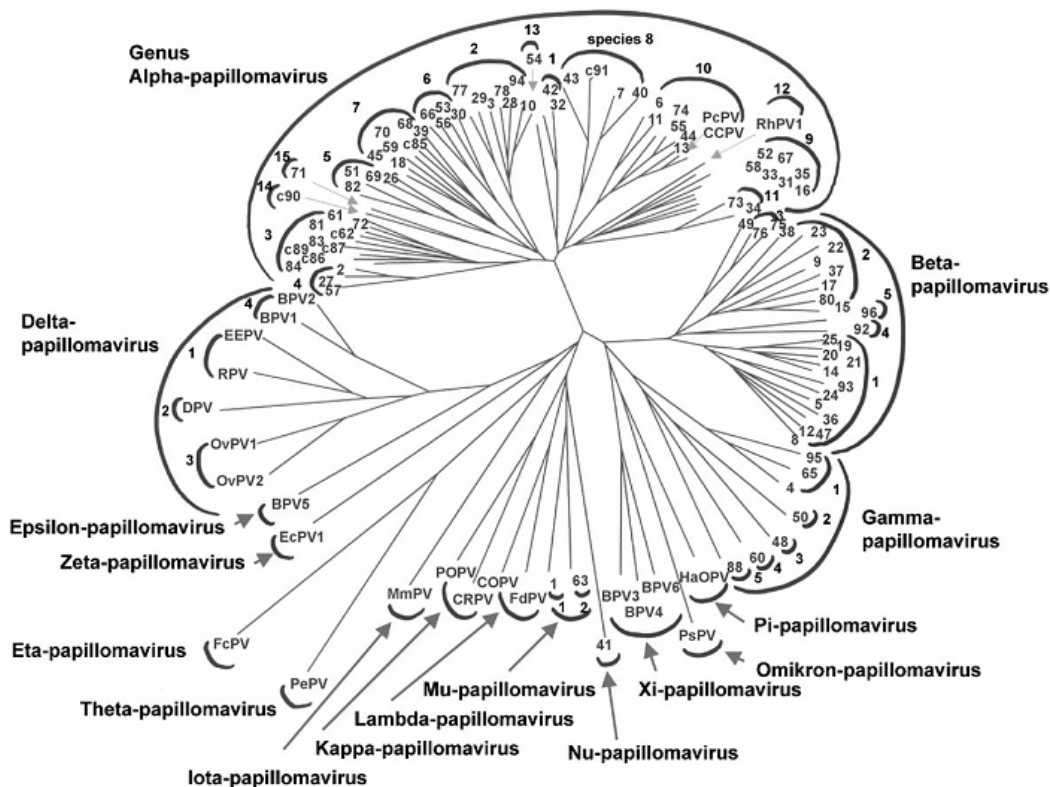 Genus
Alpha-papillomavirus
13
54
2
1
species 8
43
c91
7
40
42
32
10
6
11
74
55
44
13
PcPV
CCPV
12
RhPV1
9
52
67
58
33
31
35
16
11
73
34
6
77
94
78
29
3
28
10
7
66
53
56
30
70
68
39
59
c85
45
18
5
51
69
26
82
15
71
14
c90
3
61
81
72
83
c62
c89
c87
c86
84
4
2
27
57
Beta-
papillomavirus
3
49
76
75
38
23
22
2
9
37
17
80
15
5
96
92
4
25
19
20
21
14
93
1
24
5
36
12
47
8
Delta-
papillomavirus
4
BPV2
BPV1
1
EEPV
RPV
2
DPV
3
OvPV1
OvPV2
Gamma-
papillomavirus
95
65
4
1
50
2
48
3
60
4
88
5
BPV5
Epsilon-papillomavirus
EcPV1
Zeta-papillomavirus
FcPV
Eta-papillomavirus
PePV
Theta-papillomavirus
MmPV
Iota-papillomavirus
POPV
CRPV
Kappa-papillomavirus
COPV
FdPV
Lambda-papillomavirus
1
63
1
2
Mu-papillomavirus
41
Nu-papillomavirus
BPV3
BPV6
BPV4
Xi-papillomavirus
PsPV
Omikron-papillomavirus
HaOPV
Pi-papillomavirus